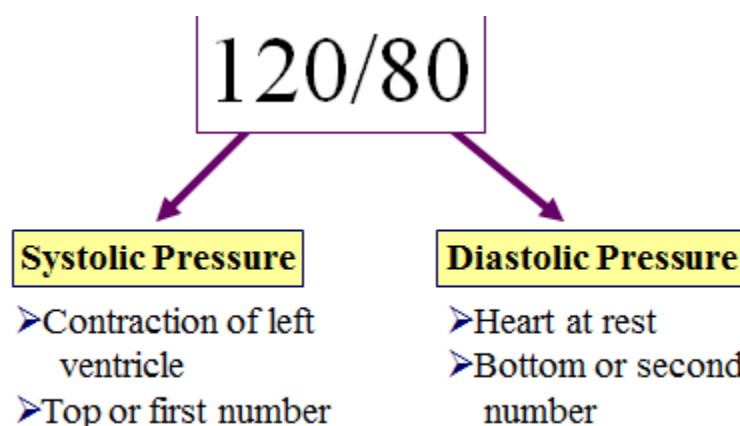 120/80
Systolic Pressure
➢Contraction of left
ventricle
➢Top or first number
Diastolic Pressure
➢Heart at rest
➢Bottom or second
number